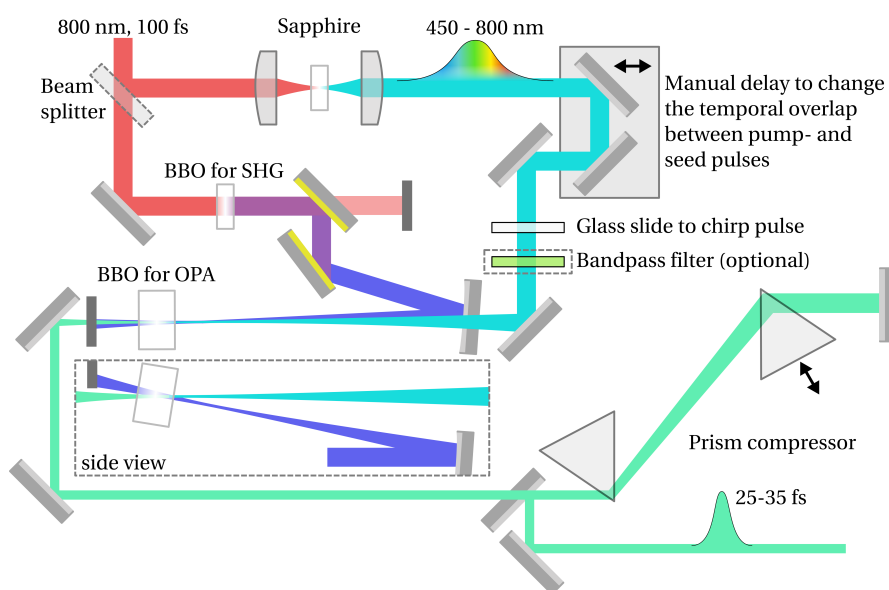 800 nm, 100 fs
Sapphire
450 - 800 nm
Beam
splitter
Manual delay to change
the temporal overlap
between pump- and
seed pulses
BBO for SHG
Glass slide to chirp pulse
Bandpass filter (optional)
BBO for OPA
side view
Prism compressor
25-35 fs